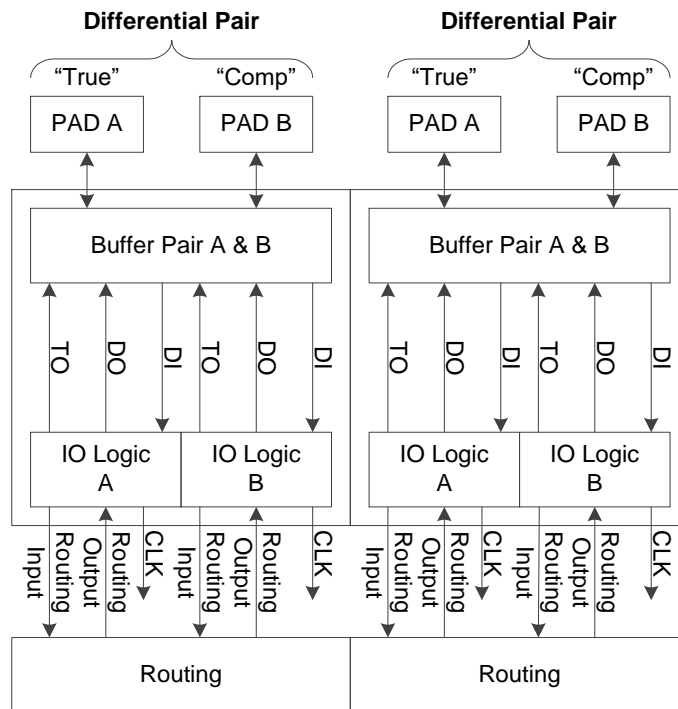 Differential Pair Differential Pair
“True” “Comp” “True” “Comp”
PAD A PAD B PAD A PAD B
Buffer Pair A & B Buffer Pair A & B
TO DO DI TO DO DI TO DO DI TO DO DI
IO Logic A IO Logic B IO Logic A IO Logic B
Routing Input Routing Output CLK Routing Input Routing Output CLK Routing Input Routing Output CLK Routing Input Routing Output CLK
Routing Routing